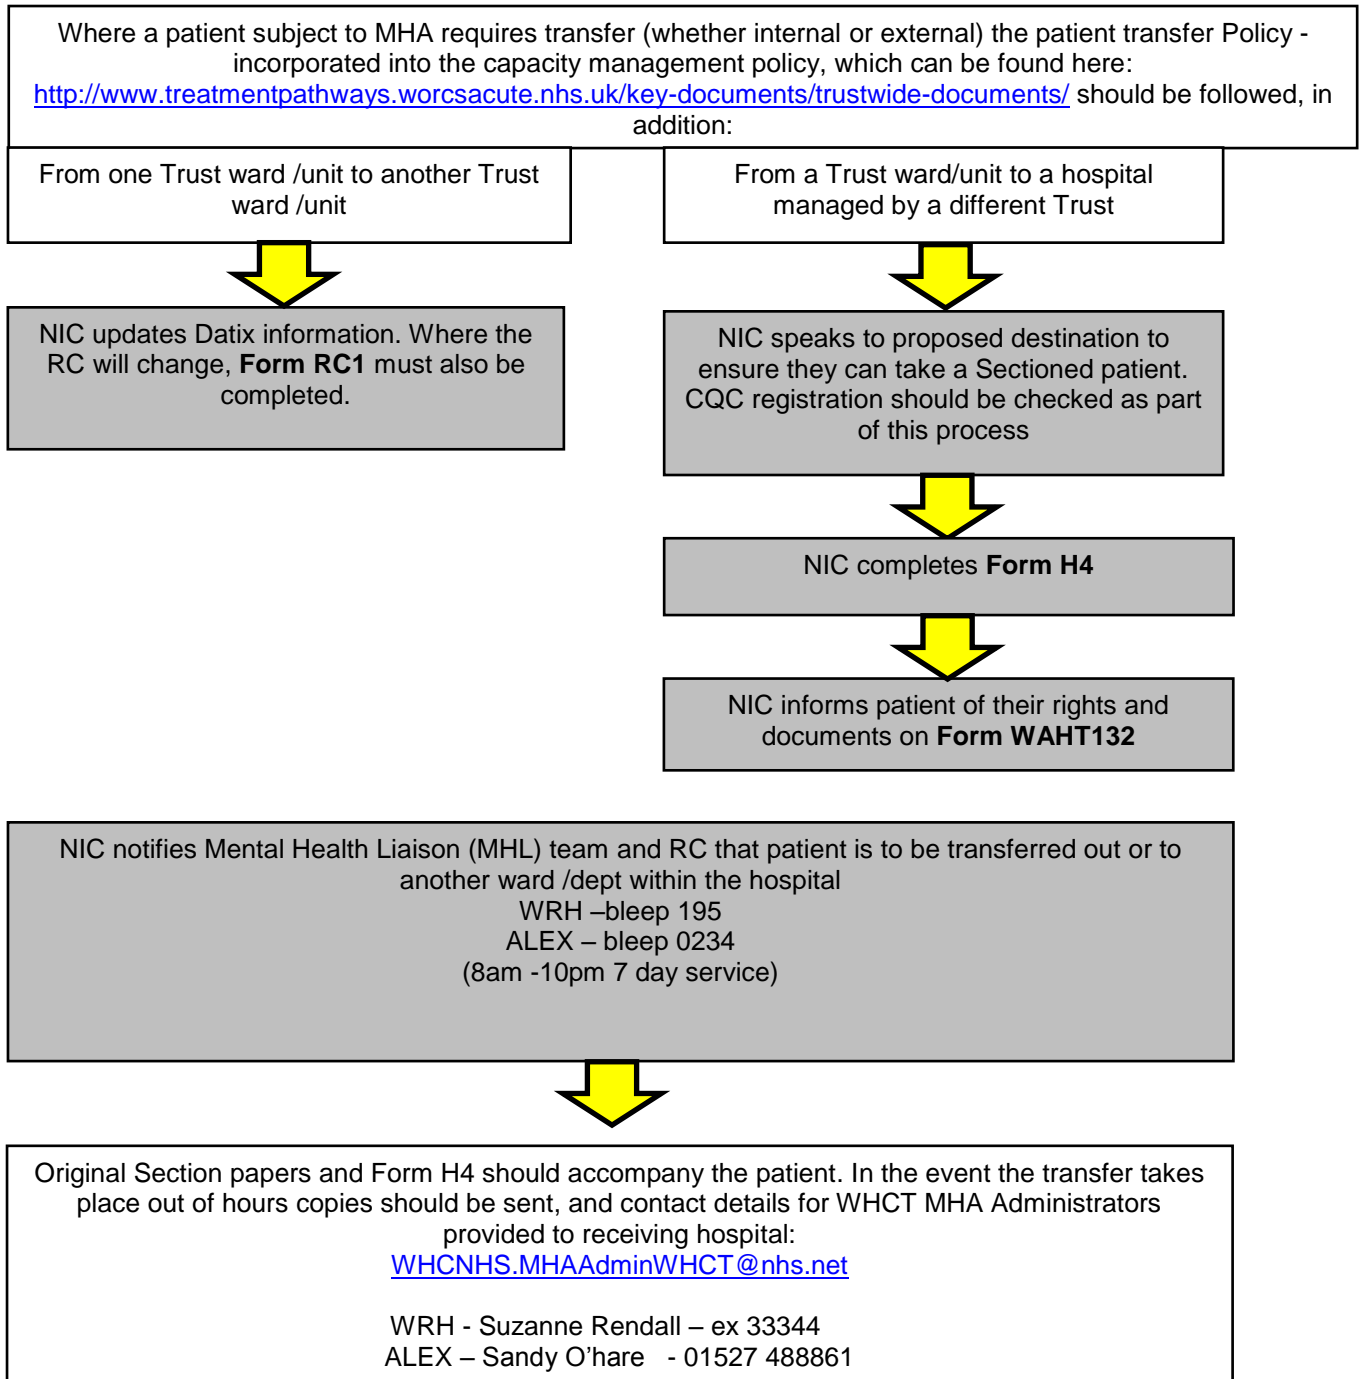 Where a patient subject to MHA requires transfer (whether internal or external) the patient transfer Policy -
incorporated into the capacity management policy, which can be found here:
http://www.treatmentpathways.worcsacute.nhs.uk/key-documents/trustwide-documents/ should be followed, in
addition:
From one Trust ward /unit to another Trust
ward /unit
From a Trust ward/unit to a hospital
managed by a different Trust
NIC updates Datix information. Where the
RC will change, Form RC1 must also be
completed.
NIC speaks to proposed destination to
ensure they can take a Sectioned patient.
CQC registration should be checked as part
of this process
NIC completes Form H4
NIC informs patient of their rights and
documents on Form WAHT132
NIC notifies Mental Health Liaison (MHL) team and RC that patient is to be transferred out or to
another ward /dept within the hospital
WRH –bleep 195
ALEX – bleep 0234
(8am -10pm 7 day service)
Original Section papers and Form H4 should accompany the patient. In the event the transfer takes
place out of hours copies should be sent, and contact details for WHCT MHA Administrators
provided to receiving hospital:
WHCNHS.MHAAdminWHCT@nhs.net
WRH - Suzanne Rendall – ex 33344
ALEX – Sandy O’hare - 01527 488861